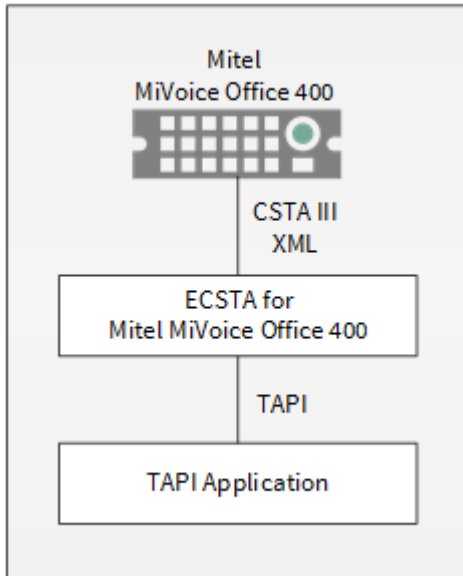 Mitel
MiVoice Office 400
CSTA III
XML
ECSTA for
Mitel MiVoice Office 400
TAPI
TAPI Application